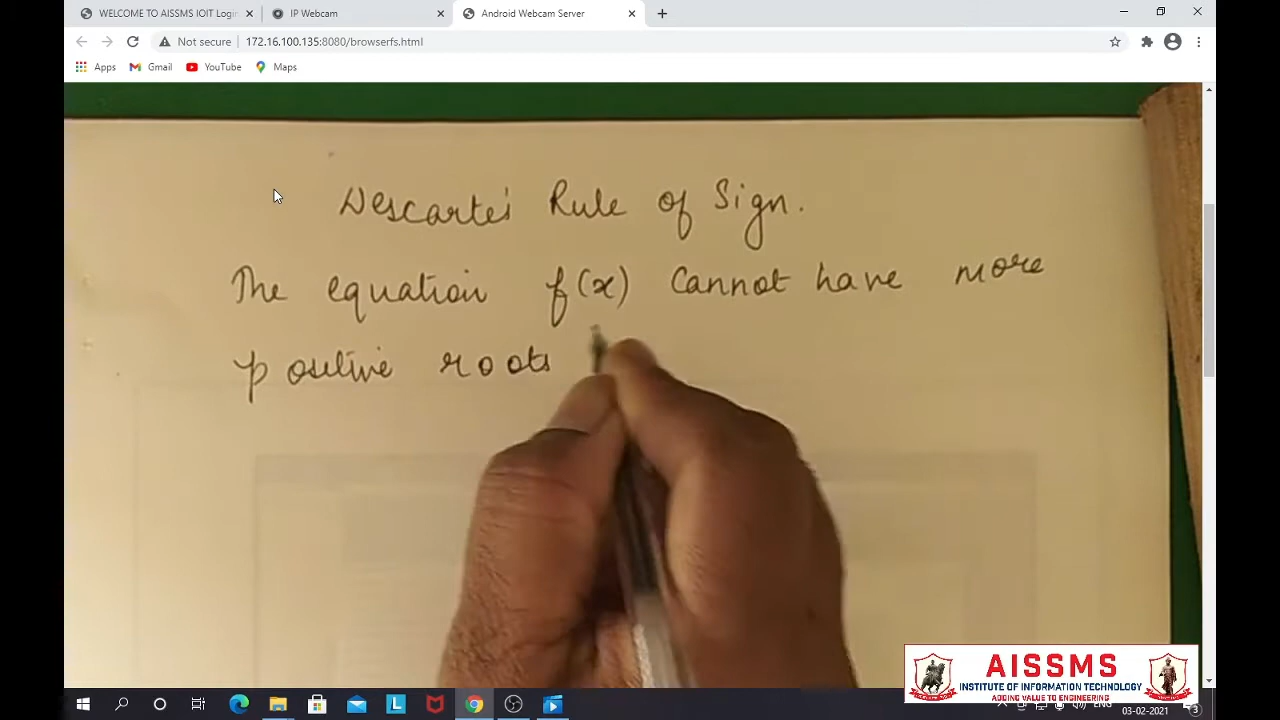 WELCOME TO AISSMS IOIT Login
IP Webcam
Android Webcam Server
Not secure
172.16.100.135:8080/browserfs.html
Apps
Gmail
YouTube
Maps
Descarte's Rule of Sign.
The equation f(x) cannot have more
positive roots
AISSMS
INSTITUTE OF INFORMATION TECHNOLOGY
ADDING VALUE TO ENGINEERING
ENG
03-02-2021